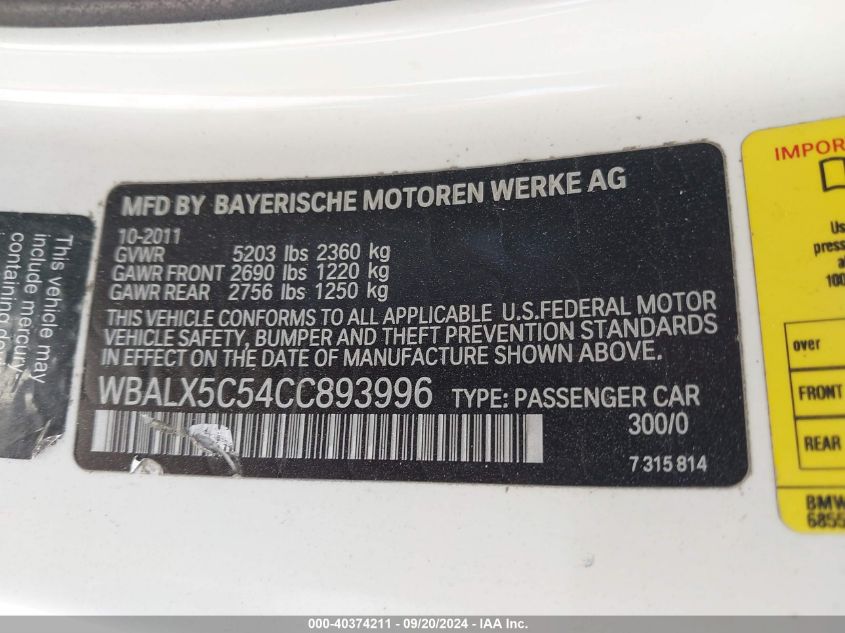 MFD BY BAYERISCHE MOTOREN WERKE AG
10-2011
GVWR 5203 lbs 2360 kg
GAWR FRONT 2690 lbs 1220 kg
GAWR REAR 2756 lbs 1250 kg
THIS VEHICLE CONFORMS TO ALL APPLICABLE U.S.FEDERAL MOTOR
VEHICLE SAFETY, BUMPER AND THEFT PREVENTION STANDARDS
IN EFFECT ON THE DATE OF MANUFACTURE SHOWN ABOVE.
WBALX5C54CC893996 TYPE: PASSENGER CAR
300/0
7 315 814
This vehicle may
include mercury-
over
FRONT
REAR
BMW
000-40374211 - 09/20/2024 - IAA Inc.